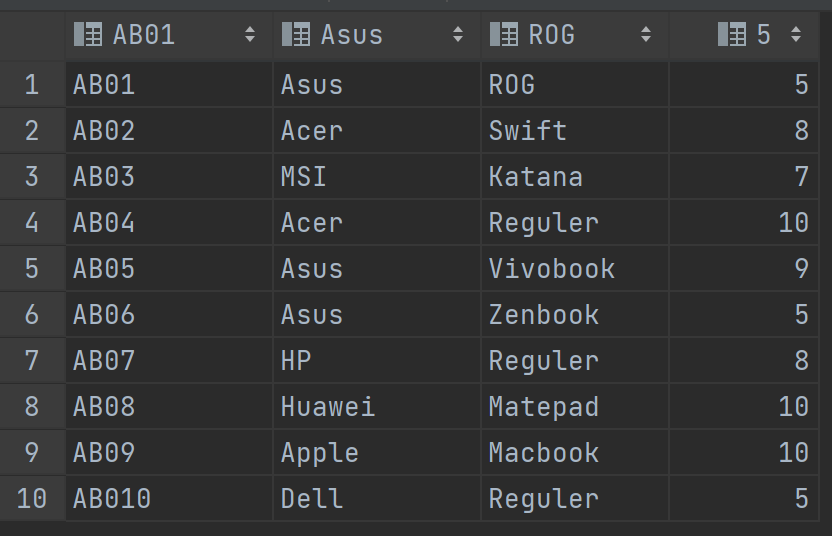 AB01 Asus ROG 5
1 AB01 Asus ROG 5
2 AB02 Acer Swift 8
3 AB03 MSI Katana 7
4 AB04 Acer Reguler 10
5 AB05 Asus Vivobook 9
6 AB06 Asus Zenbook 5
7 AB07 HP Reguler 8
8 AB08 Huawei Matepad 10
9 AB09 Apple Macbook 10
10 AB010 Dell Reguler 5